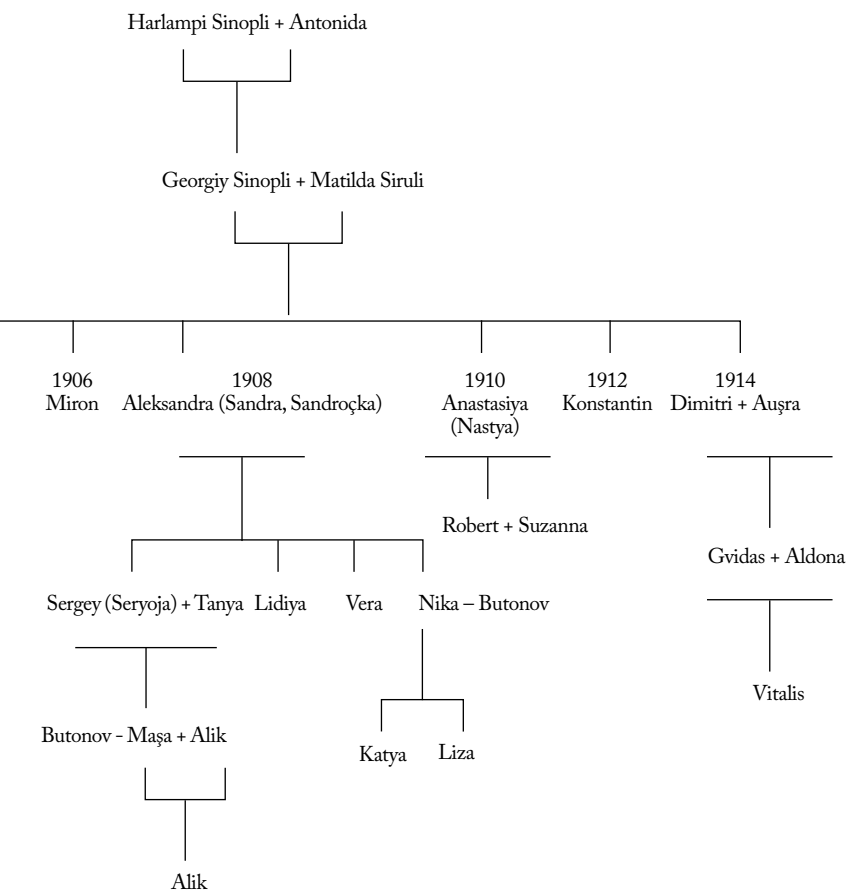 Harlampi Sinopli + Antonida
Georgiy Sinopli + Matilda Siruli
1906
Miron
1908
Aleksandra (Sandra, Sandroçka)
1910
Anastasiya
(Nastya)
1912
Konstantin
1914
Dimitri + Auşra
Robert + Suzanna
Gvidas + Aldona
Sergey (Seryoja) + Tanya
Lidiya
Vera
Nika – Butonov
Vitalis
Butonov - Maşa + Alik
Katya
Liza
Alik